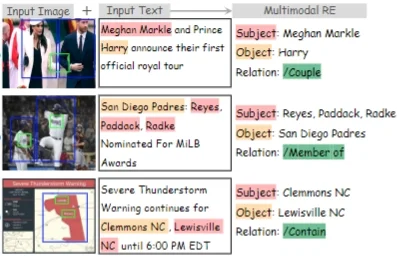 Input Image + Input Text Multimodal RE
Meghan Markle and Prince
Harry announce their first
official royal tour
Subject: Meghan Markle
Object: Harry
Relation: /Couple
San Diego Padres: Reyes,
Paddack, Radke
Nominated For MiLB
Awards
Subject: Reyes, Paddack, Radke
Object: San Diego Padres
Relation: /Member of
Severe Thunderstorm Warning
Severe Thunderstorm
Warning continues for
Clemmons NC , Lewisville
NC until 6:00 PM EDT
Subject: Clemmons NC
Object: Lewisville NC
Relation: /Contain